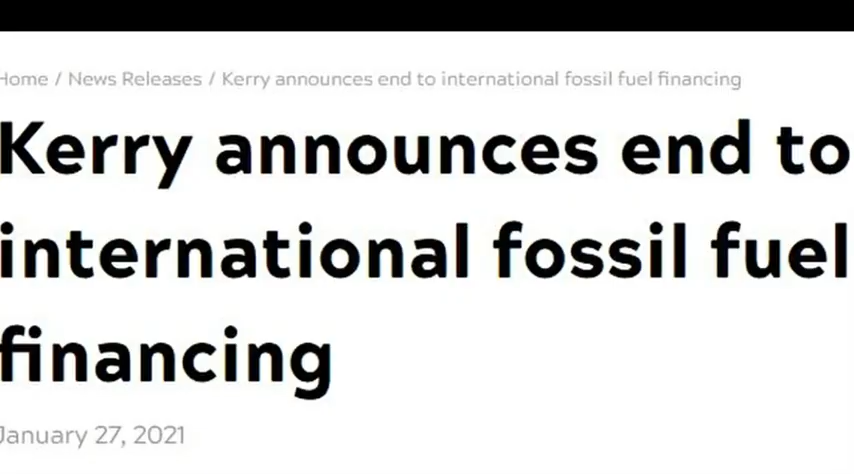 Home / News Releases / Kerry announces end to international fossil fuel financing
Kerry announces end to
international fossil fuel
financing
January 27, 2021